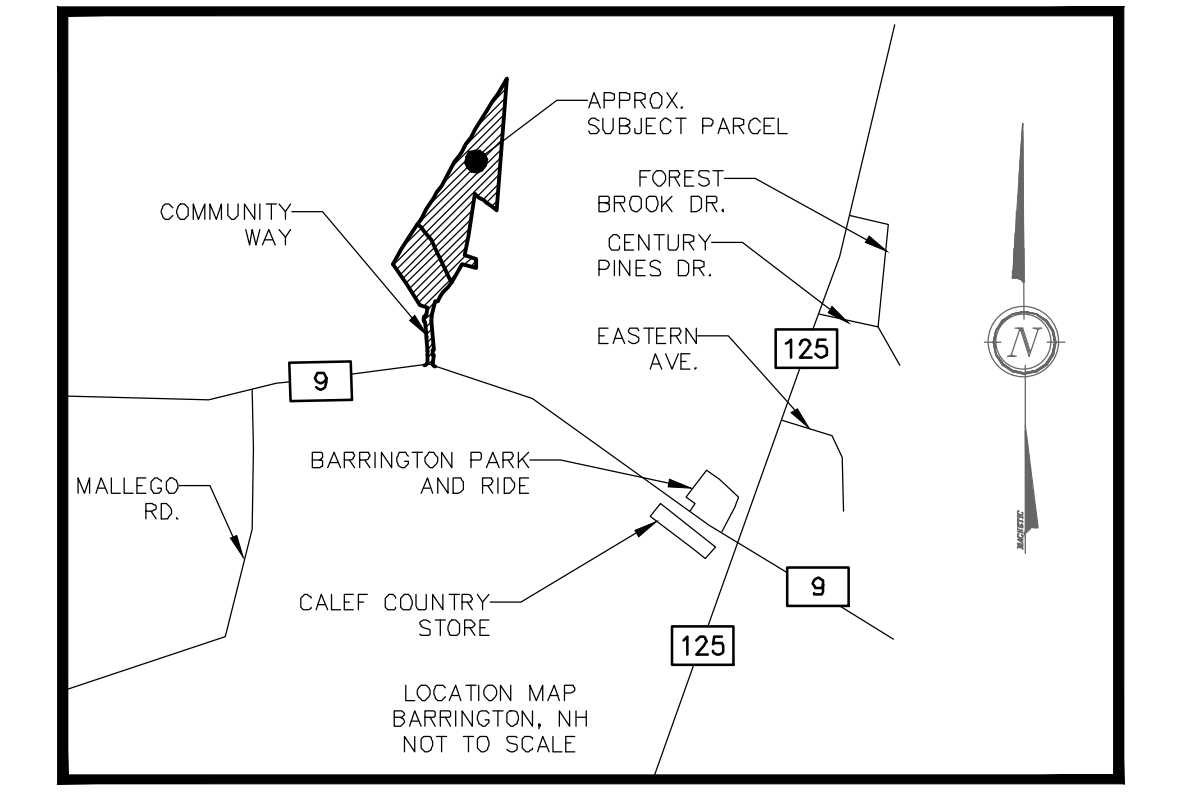 APPROX.
SUBJECT PARCEL
FOREST
BROOK DR.
COMMUNITY
WAY
CENTURY
PINES DR.
EASTERN
AVE.
125
N
9
BARRINGTON PARK
AND RIDE
MALLEGO
RD.
9
CALEF COUNTRY
STORE
125
LOCATION MAP
BARRINGTON, NH
NOT TO SCALE